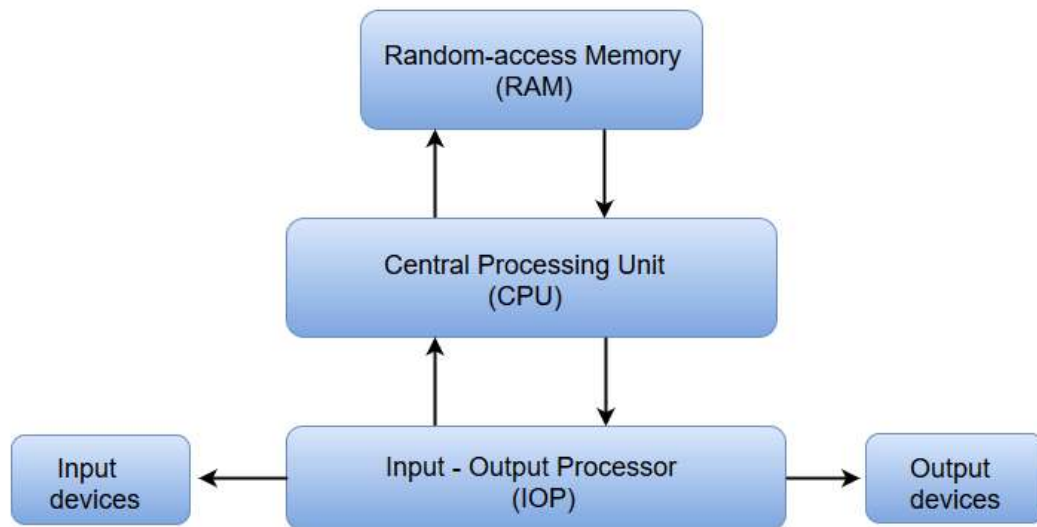 Random-access Memory
(RAM)
Central Processing Unit
(CPU)
Input
devices
Input - Output Processor
(IOP)
Output
devices